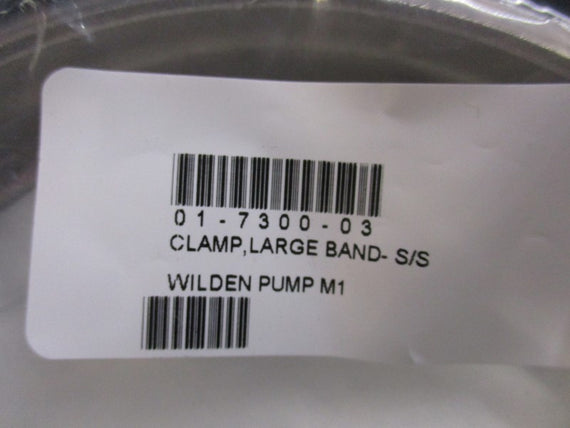 01-7300-03
CLAMP,LARGE BAND- S/S
WILDEN PUMP M1